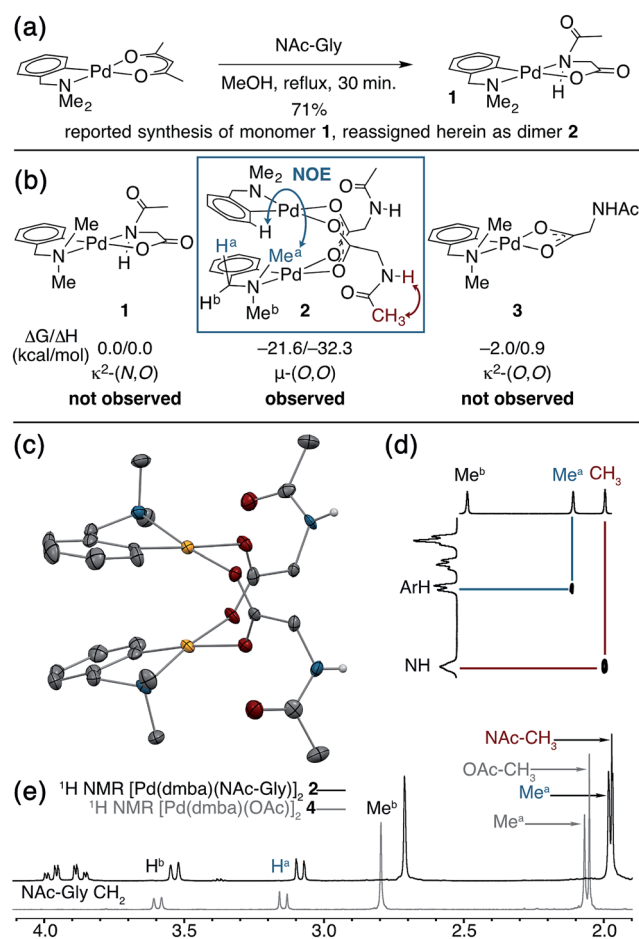 (a)
NAc-Gly
MeOH, reflux, 30 min.
71%
Pd
O
O
N
Me2
1
Pd
N
O
O
O
H
N
Me2
reported synthesis of monomer 1, reassigned herein as dimer 2
(b)
Me
O
N
Pd
N
O
O
H
Me
1
Me2
NOE
O
N
Pd
O
O
N-H
H
Ha
Mea
O
O
Pd
N
N-H
Hb
Meb
O
CH3
2
NHAc
Me
O
N
Pd
O
Me
3
ΔG/ΔH
(kcal/mol)
0.0/0.0
–21.6/–32.3
–2.0/0.9
κ2-(N,O)
μ-(O,O)
κ2-(O,O)
not observed
observed
not observed
(c)
(d)
Meb
Mea
CH3
ArH
NH
NAc-CH3
OAc-CH3
Mea
Mea
(e)
1H NMR [Pd(dmba)(NAc-Gly)]2 2
1H NMR [Pd(dmba)(OAc)]2 4
Meb
Hb
Ha
NAc-Gly CH2
4.0
3.5
3.0
2.5
2.0